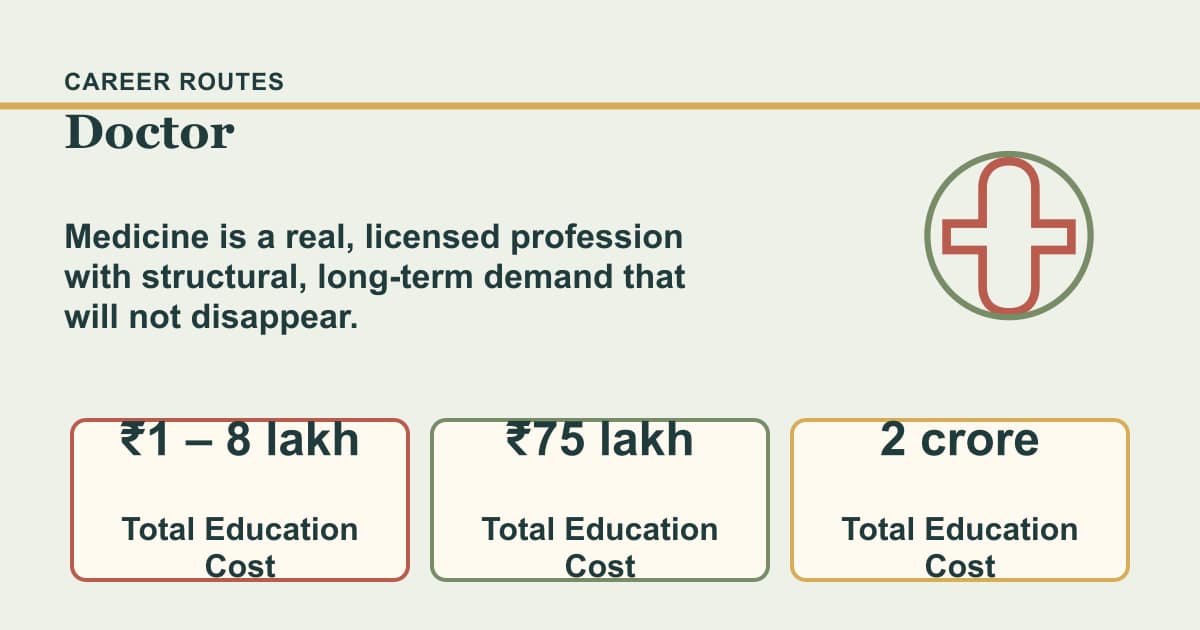 CAREER ROUTES
Doctor
Medicine is a real, licensed profession
with structural, long-term demand that
will not disappear.
₹1 – 8 lakh
Total Education
Cost
₹75 lakh
Total Education
Cost
2 crore
Total Education
Cost